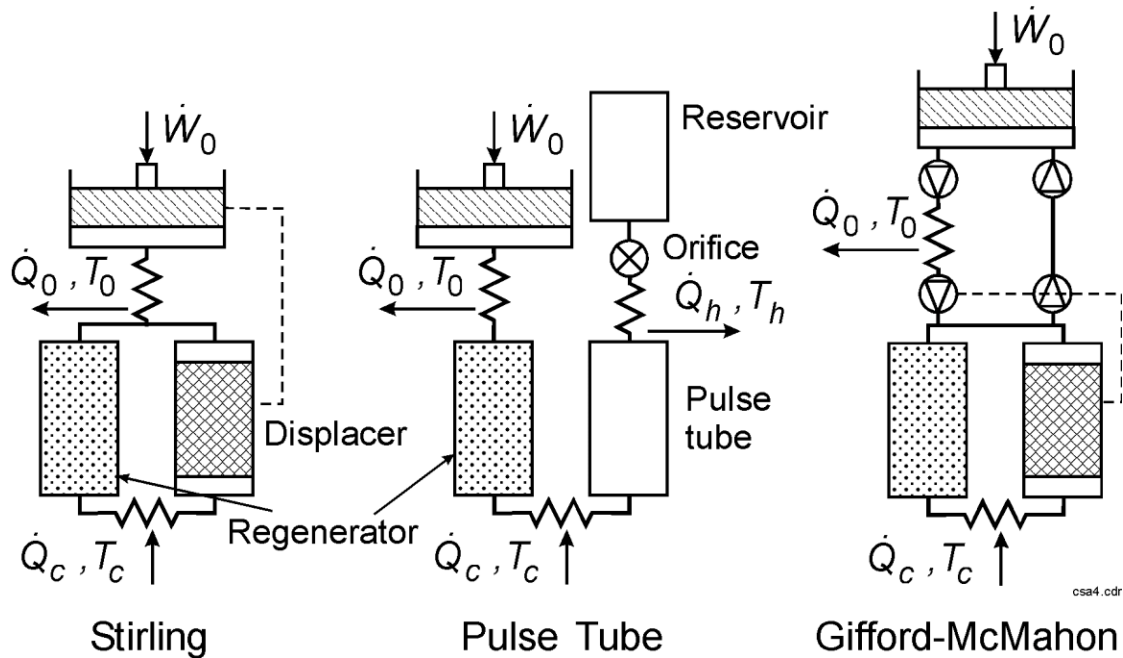 Ẇ0
Q̇0 , T0
Displacer
Regenerator
Q̇c , Tc
Stirling
Ẇ0
Reservoir
Q̇0 , T0
Orifice
Q̇h , Th
Pulse
tube
Q̇c , Tc
Pulse Tube
Ẇ0
Q̇0 , T0
Q̇c , Tc
csa4.cdr
Gifford-McMahon